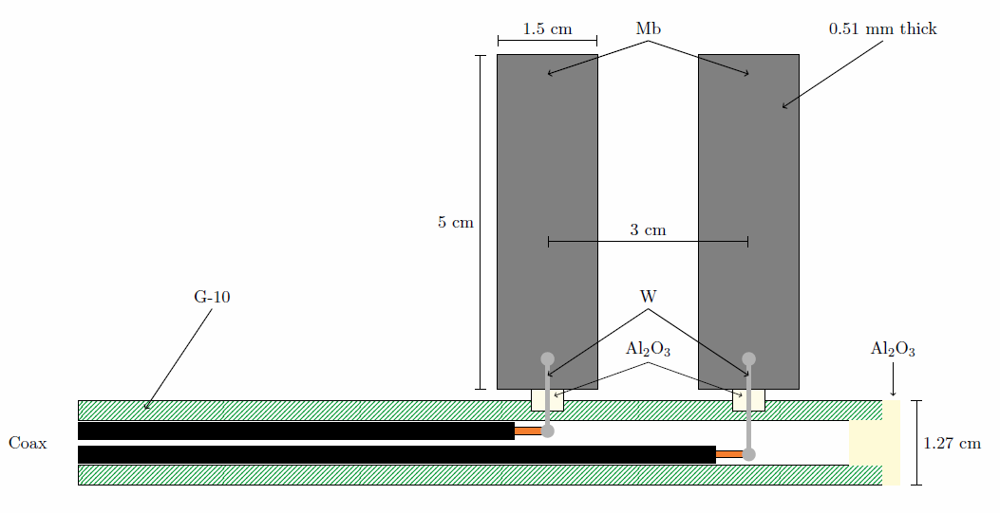 1.5 cm
Mb
0.51 mm thick
5 cm
3 cm
G-10
W
Al₂O₃
Al₂O₃
Coax
1.27 cm